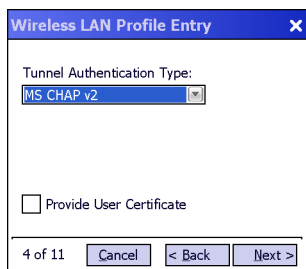 Wireless LAN Profile Entry
Tunnel Authentication Type:
MS CHAP v2
Provide User Certificate
4 of 11 Cancel < Back Next >